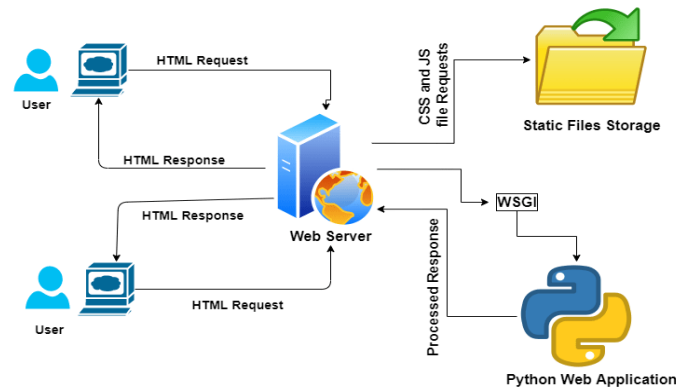 HTML Request
User
HTML Response
CSS and JS
file Requests
Static Files Storage
WSGI
HTML Response
Web Server
User
HTML Request
Processed Response
Python Web Application